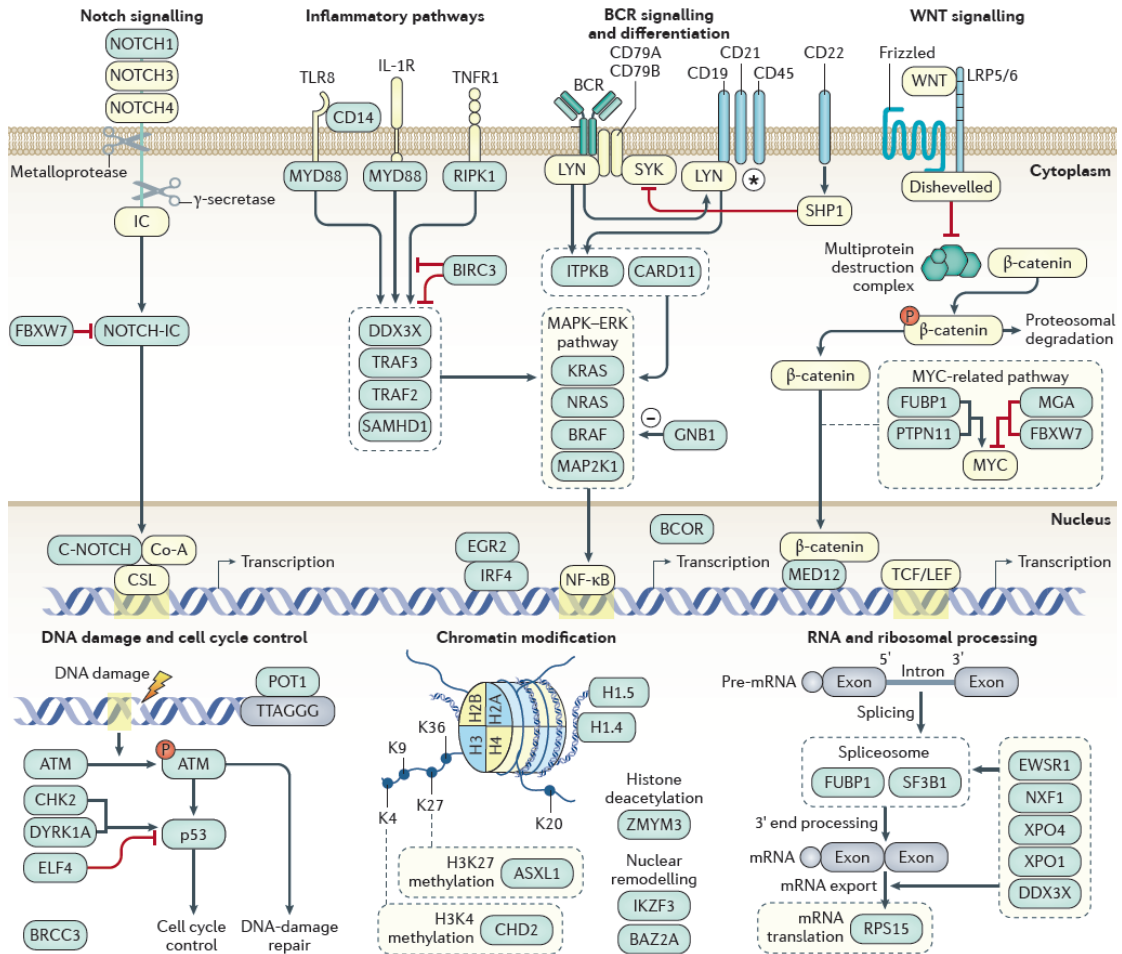 Notch signalling
NOTCH1
NOTCH3
NOTCH4
Metalloprotease
γ-secretase
IC
FBXW7
NOTCH-IC
C-NOTCH
Co-A
CSL
Transcription
Inflammatory pathways
TLR8
IL-1R
TNFR1
CD14
MYD88
MYD88
RIPK1
BIRC3
DDX3X
TRAF3
TRAF2
SAMHD1
BCR signalling
and differentiation
CD79A
CD79B
BCR
CD21
CD19
CD45
CD22
LYN
SYK
LYN
*
SHP1
ITPKB
CARD11
MAPK–ERK
pathway
KRAS
NRAS
BRAF
MAP2K1
–
GNB1
EGR2
IRF4
NF-κB
BCOR
Transcription
WNT signalling
Frizzled
WNT
LRP5/6
Cytoplasm
Dishevelled
Multiprotein
destruction
complex
β-catenin
P
β-catenin
Proteosomal
degradation
β-catenin
MYC-related pathway
FUBP1
PTPN11
MGA
FBXW7
MYC
Nucleus
β-catenin
MED12
TCF/LEF
Transcription
DNA damage and cell cycle control
DNA damage
POT1
TTAGGG
ATM
P
ATM
CHK2
DYRK1A
p53
ELF4
BRCC3
Cell cycle
control
DNA-damage
repair
Chromatin modification
H2B
H2A
H3
H4
H1.5
H1.4
K36
K9
K27
K4
K20
H3K27
methylation
ASXL1
H3K4
methylation
CHD2
Histone
deacetylation
ZMYM3
Nuclear
remodelling
IKZF3
BAZ2A
RNA and ribosomal processing
5'
Intron
3'
Pre-mRNA
Exon
Exon
Splicing
Spliceosome
FUBP1
SF3B1
EWSR1
NXF1
XPO4
XPO1
DDX3X
3' end processing
mRNA
Exon
Exon
mRNA export
mRNA
translation
RPS15